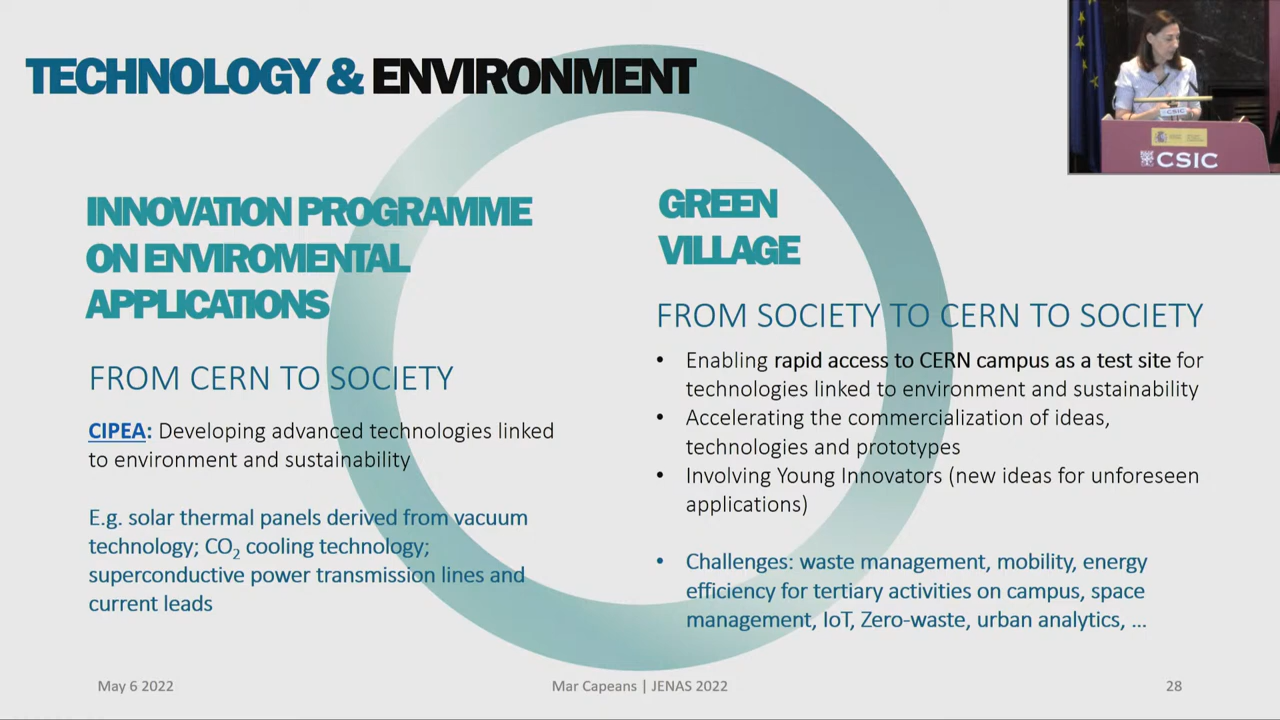 TECHNOLOGY & ENVIRONMENT
INNOVATION PROGRAMME
ON ENVIROMENTAL
APPLICATIONS
FROM CERN TO SOCIETY
CIPEA: Developing advanced technologies linked
to environment and sustainability
E.g. solar thermal panels derived from vacuum
technology; CO₂ cooling technology;
superconductive power transmission lines and
current leads
GREEN
VILLAGE
FROM SOCIETY TO CERN TO SOCIETY
• Enabling rapid access to CERN campus as a test site for
technologies linked to environment and sustainability
• Accelerating the commercialization of ideas,
technologies and prototypes
• Involving Young Innovators (new ideas for unforeseen
applications)
• Challenges: waste management, mobility, energy
efficiency for tertiary activities on campus, space
management, IoT, Zero-waste, urban analytics, ...
CSIC
CSIC
May 6 2022
Mar Capeans | JENAS 2022
28